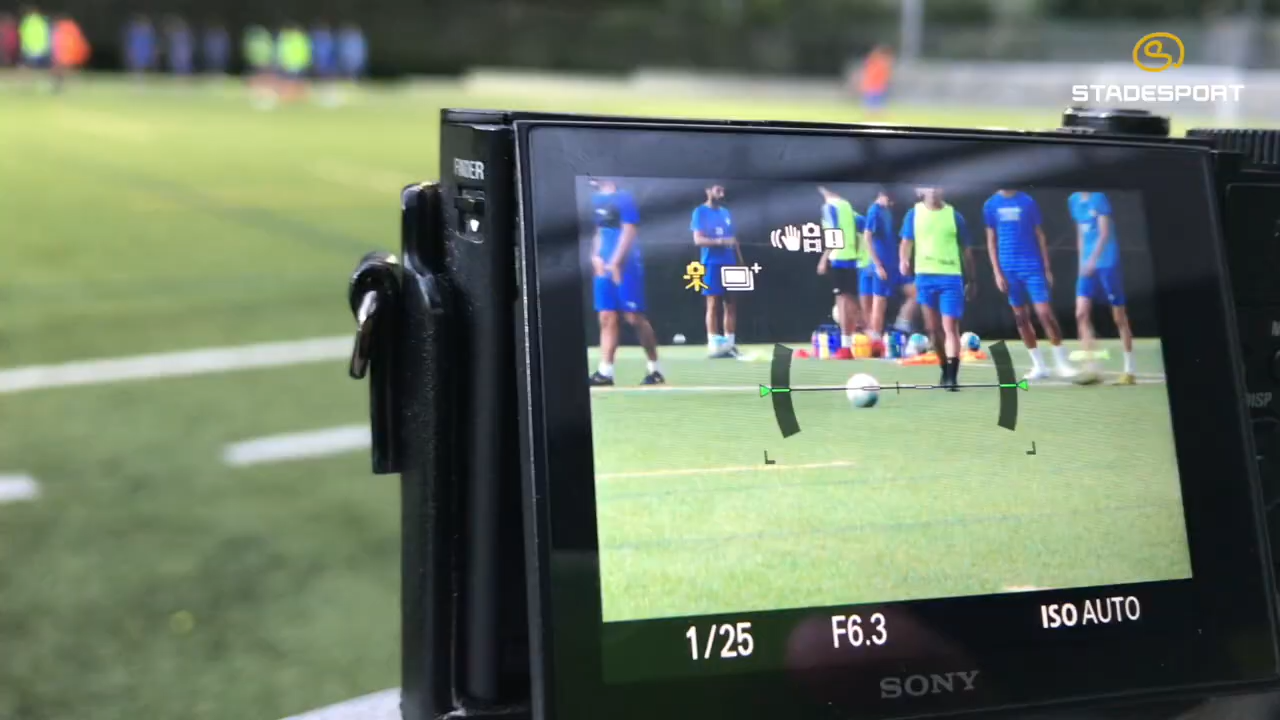 STADESPORT
FINDER
DISP
1/25 F6.3 ISO AUTO
SONY